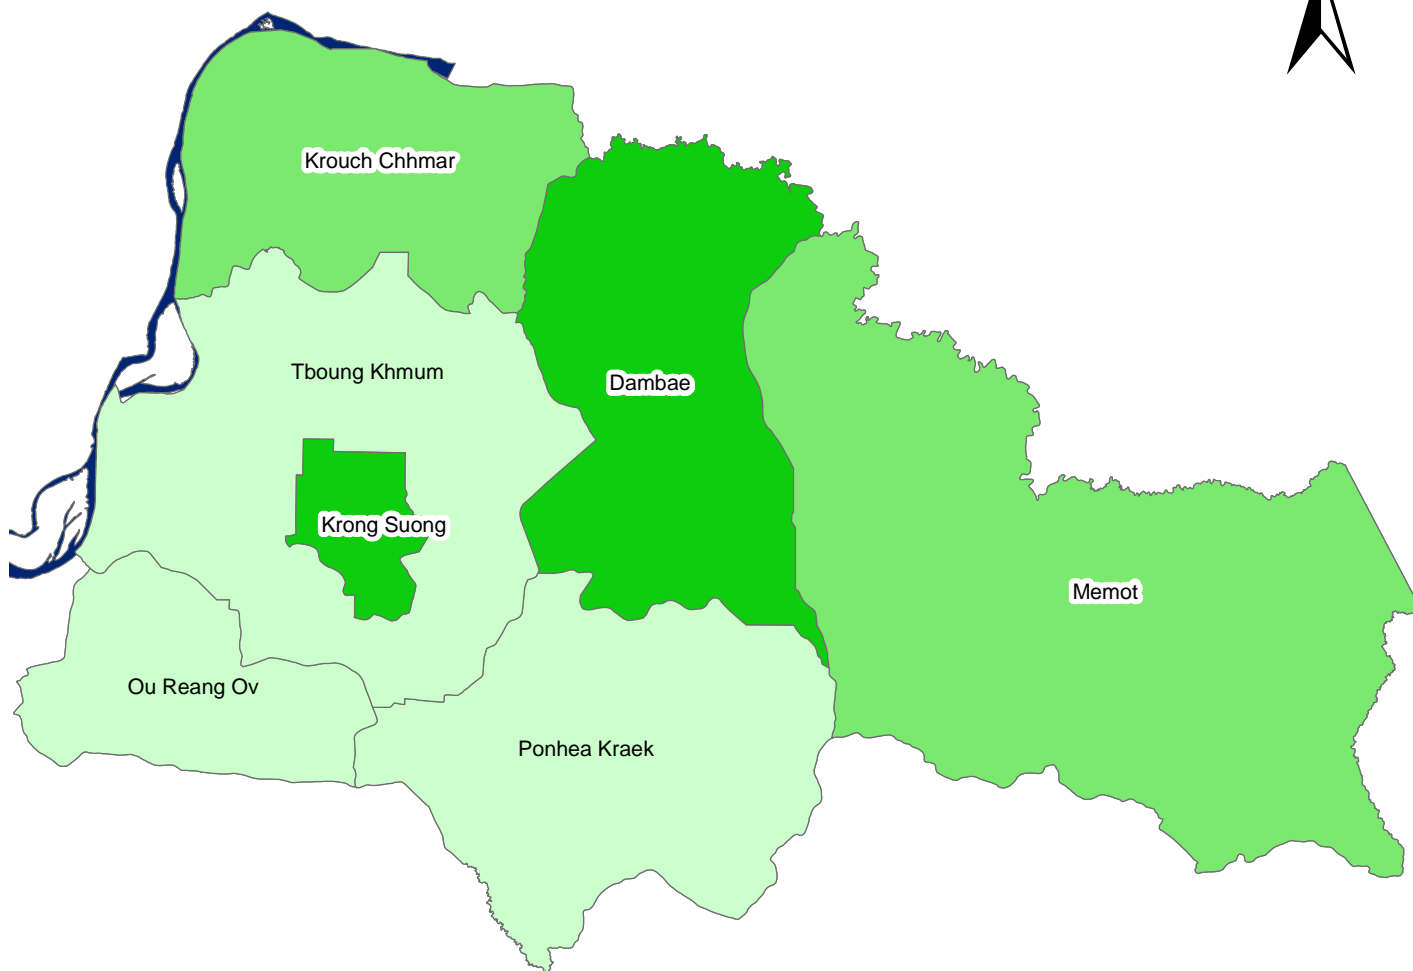 Krouch Chhmar
Tboung Khmum
Dambae
Krong Suong
Memot
Ou Reang Ov
Ponhea Kraek